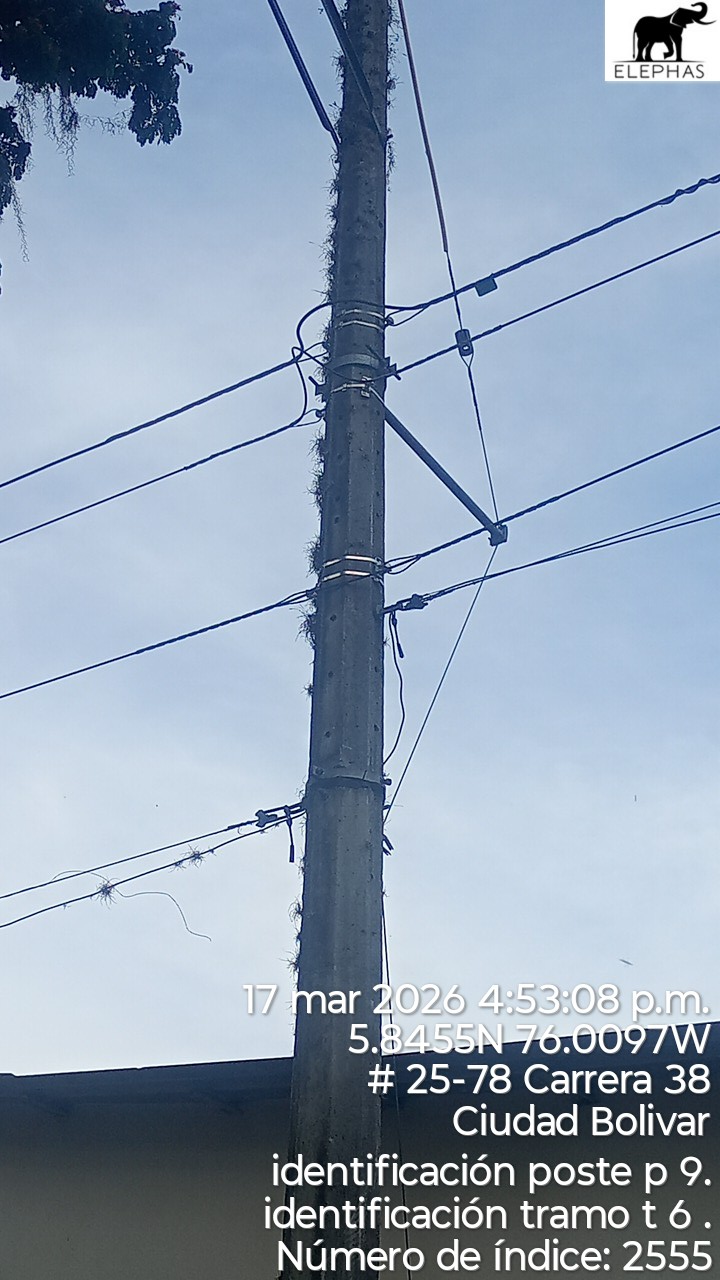 ELEPHAS
17 mar 2026 4:53:08 p.m.
5.8455N 76.0097W
# 25-78 Carrera 38
Ciudad Bolivar
identificación poste p 9.
identificación tramo t 6 .
Número de índice: 2555